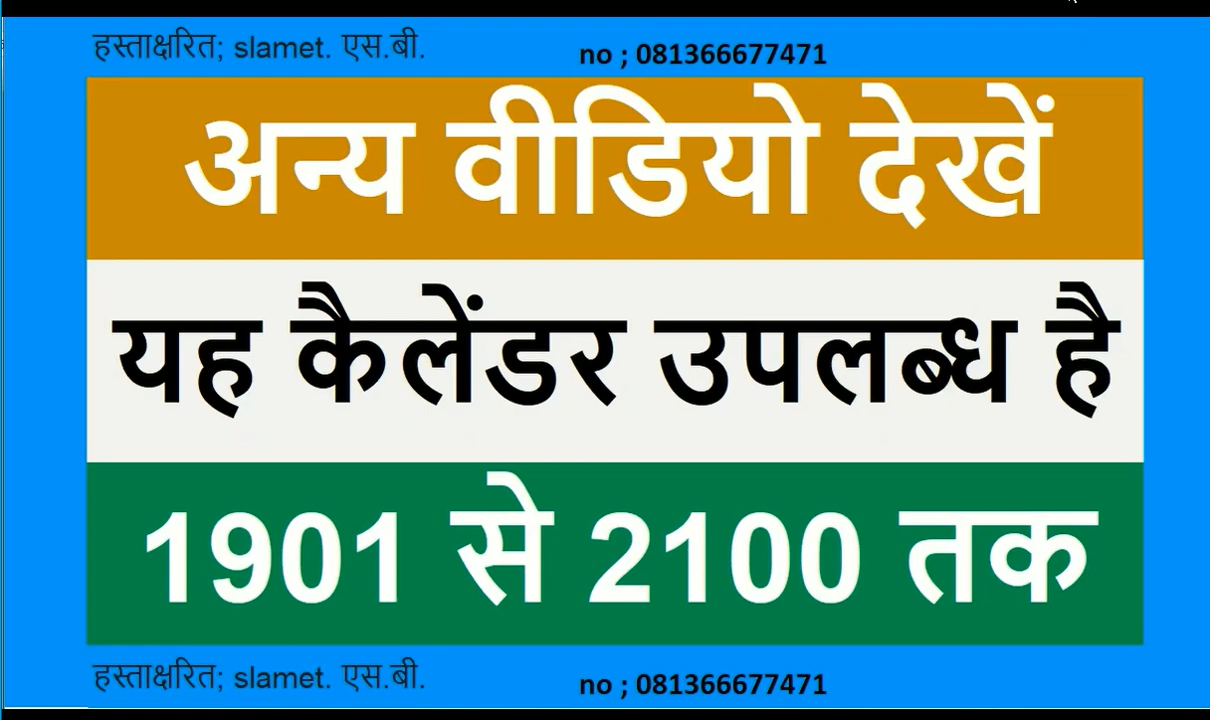 हस्ताक्षरित; slamet. एस.बी. no ; 081366677471
अन्य वीडियो देखें
यह कैलेंडर उपलब्ध है
1901 से 2100 तक
हस्ताक्षरित; slamet. एस.बी. no ; 081366677471